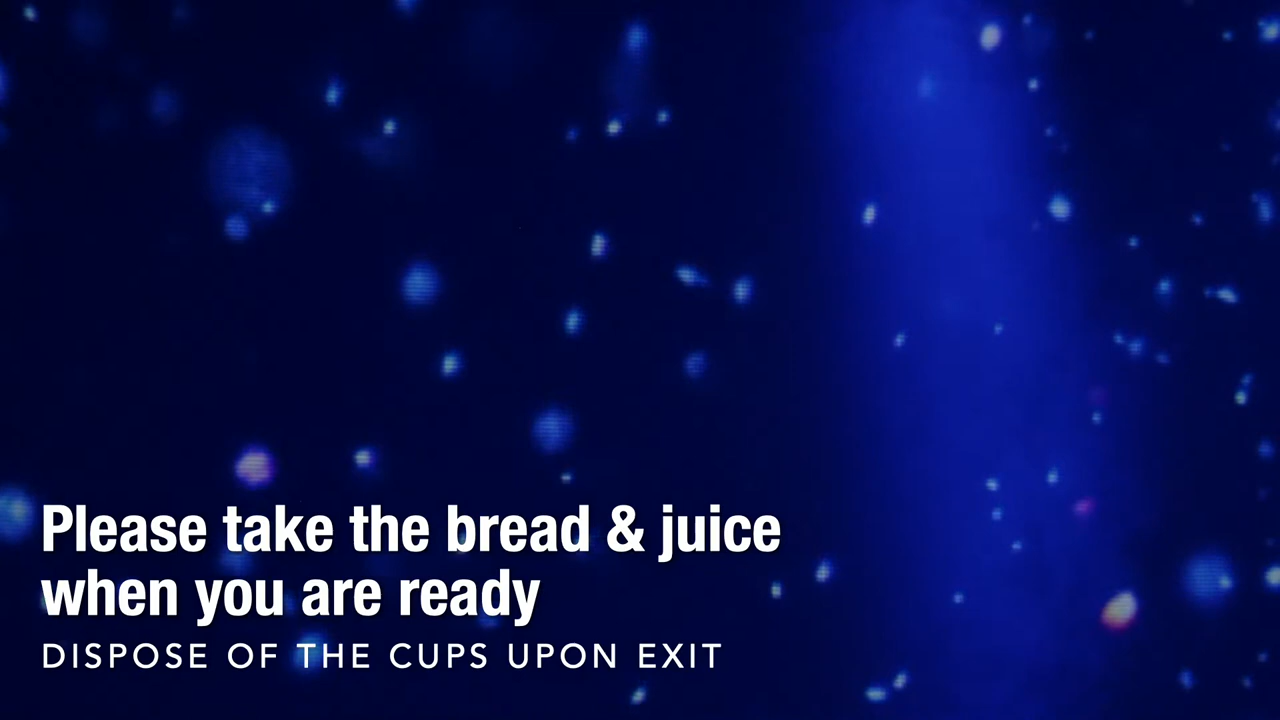 Please take the bread & juice
when you are ready
DISPOSE OF THE CUPS UPON EXIT